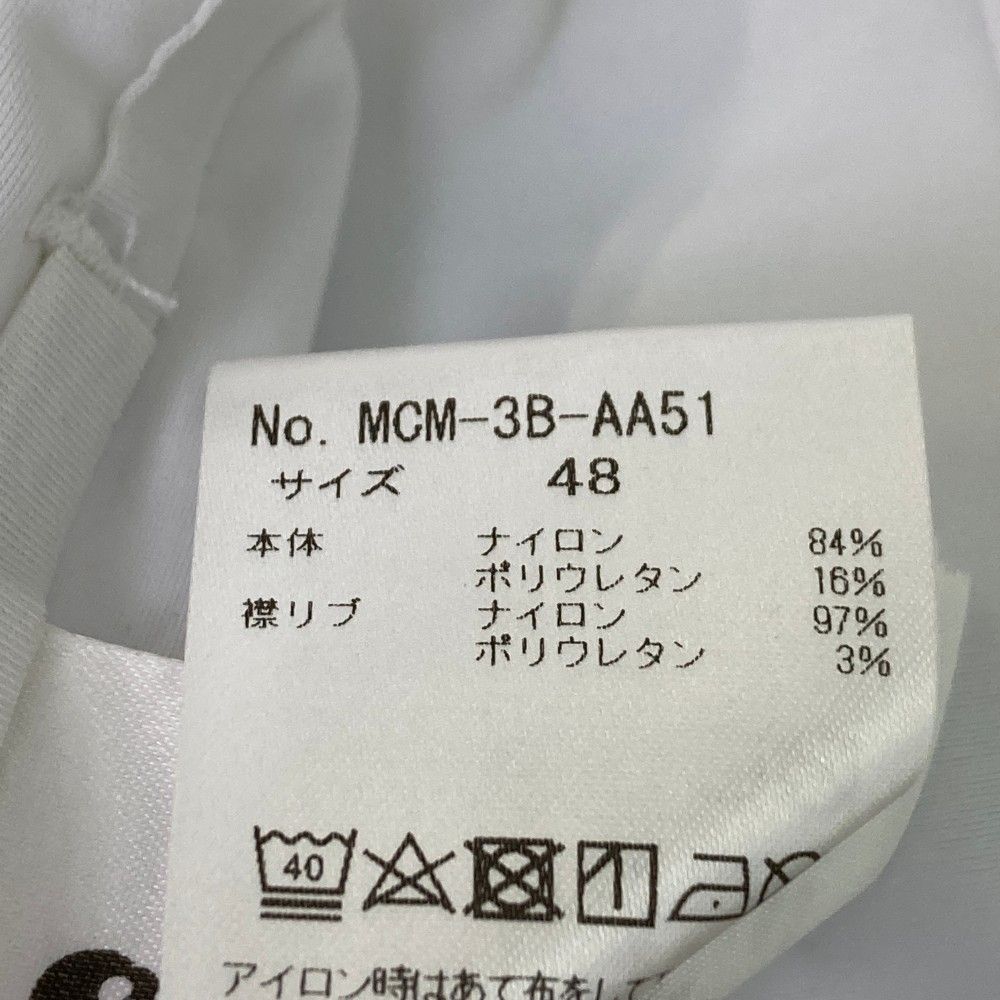 No. MCM-3B-AA51
サイズ 48
本体 ナイロン 84%
ポリウレタン 16%
襟リブ ナイロン 97%
ポリウレタン 3%
40
アイロン時はあて布をして